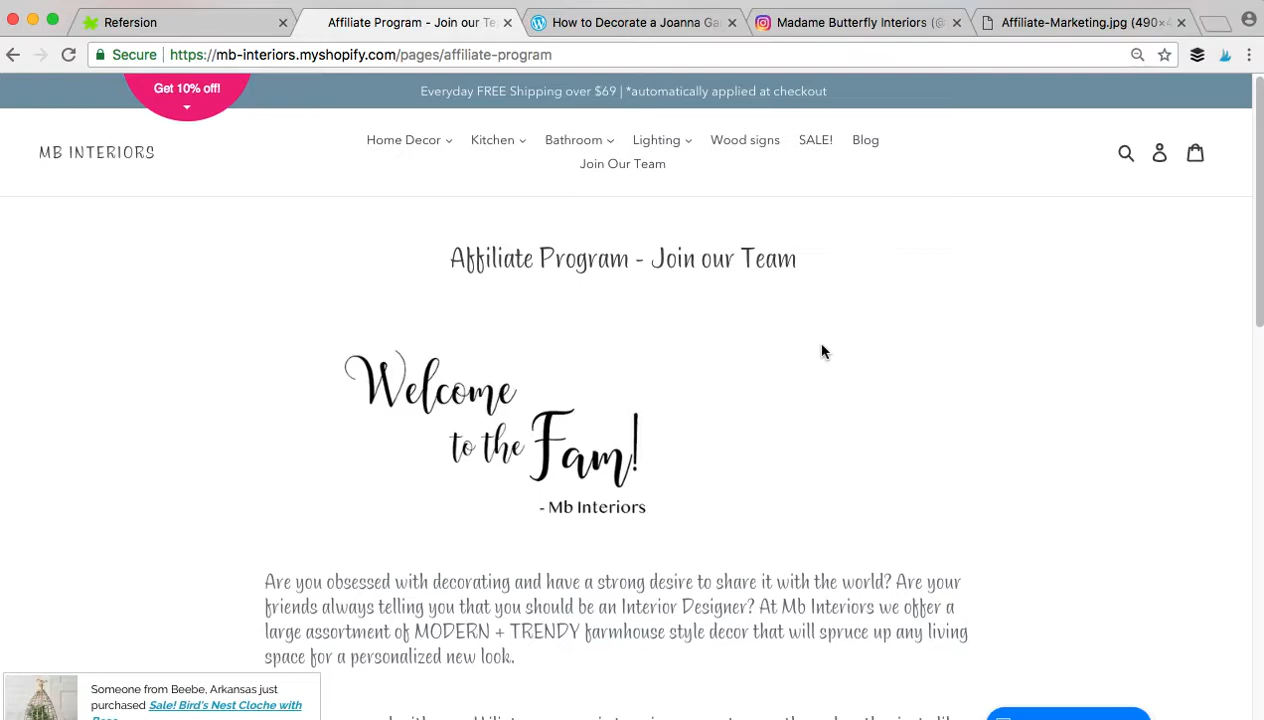 Refersion
Affiliate Program - Join our Te
How to Decorate a Joanna Ga
Madame Butterfly Interiors (@
Affiliate-Marketing.jpg (490×4
Secure
https://mb-interiors.myshopify.com/pages/affiliate-program
Get 10% off!
Everyday FREE Shipping over $69 | *automatically applied at checkout
MB INTERIORS
Home Decor Kitchen Bathroom Lighting Wood signs SALE! Blog
Join Our Team
Affiliate Program - Join our Team
Welcome
to the Fam!
- Mb Interiors
Are you obsessed with decorating and have a strong desire to share it with the world? Are your
friends always telling you that you should be an Interior Designer? At Mb Interiors we offer a
large assortment of MODERN + TRENDY farmhouse style decor that will spruce up any living
space for a personalized new look.
Someone from Beebe, Arkansas just
purchased Sale! Bird's Nest Cloche with